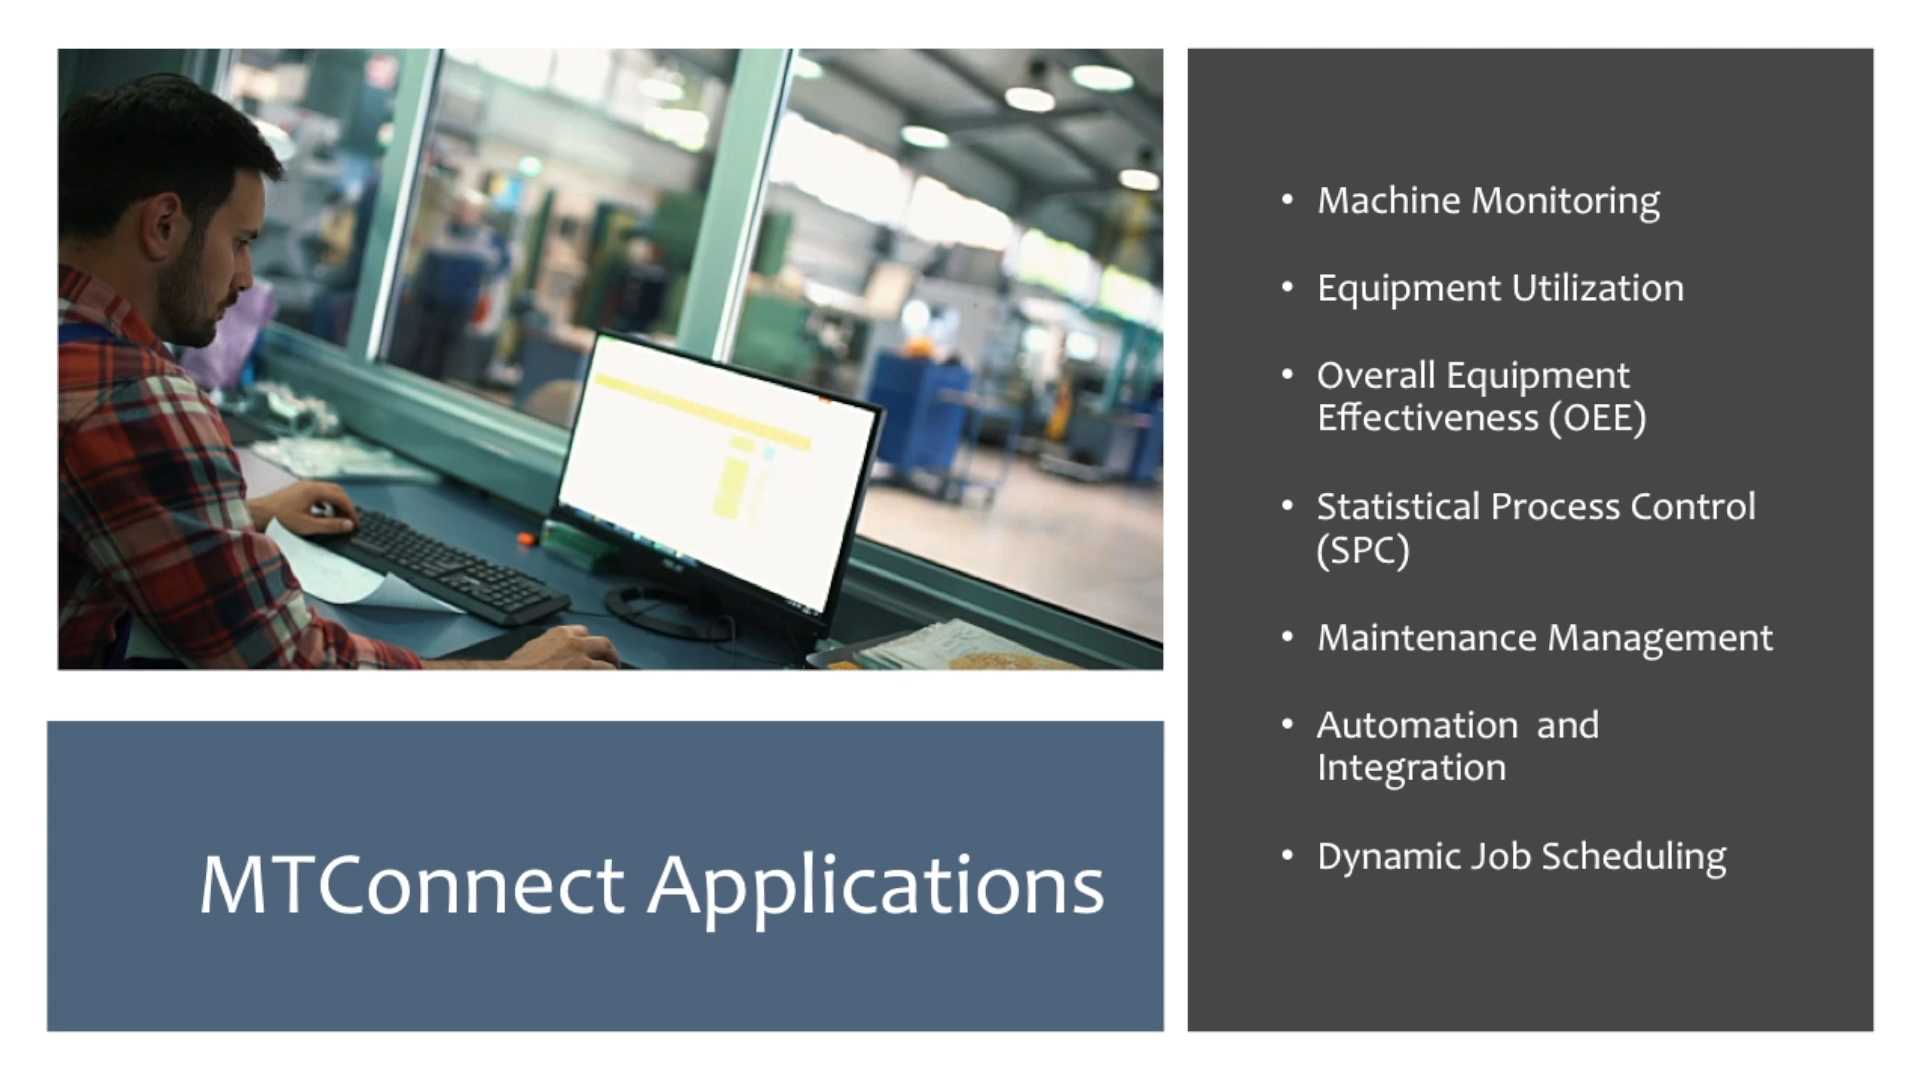 • Machine Monitoring
• Equipment Utilization
• Overall Equipment
Effectiveness (OEE)
• Statistical Process Control
(SPC)
• Maintenance Management
• Automation  and
Integration
• Dynamic Job Scheduling
MTConnect Applications